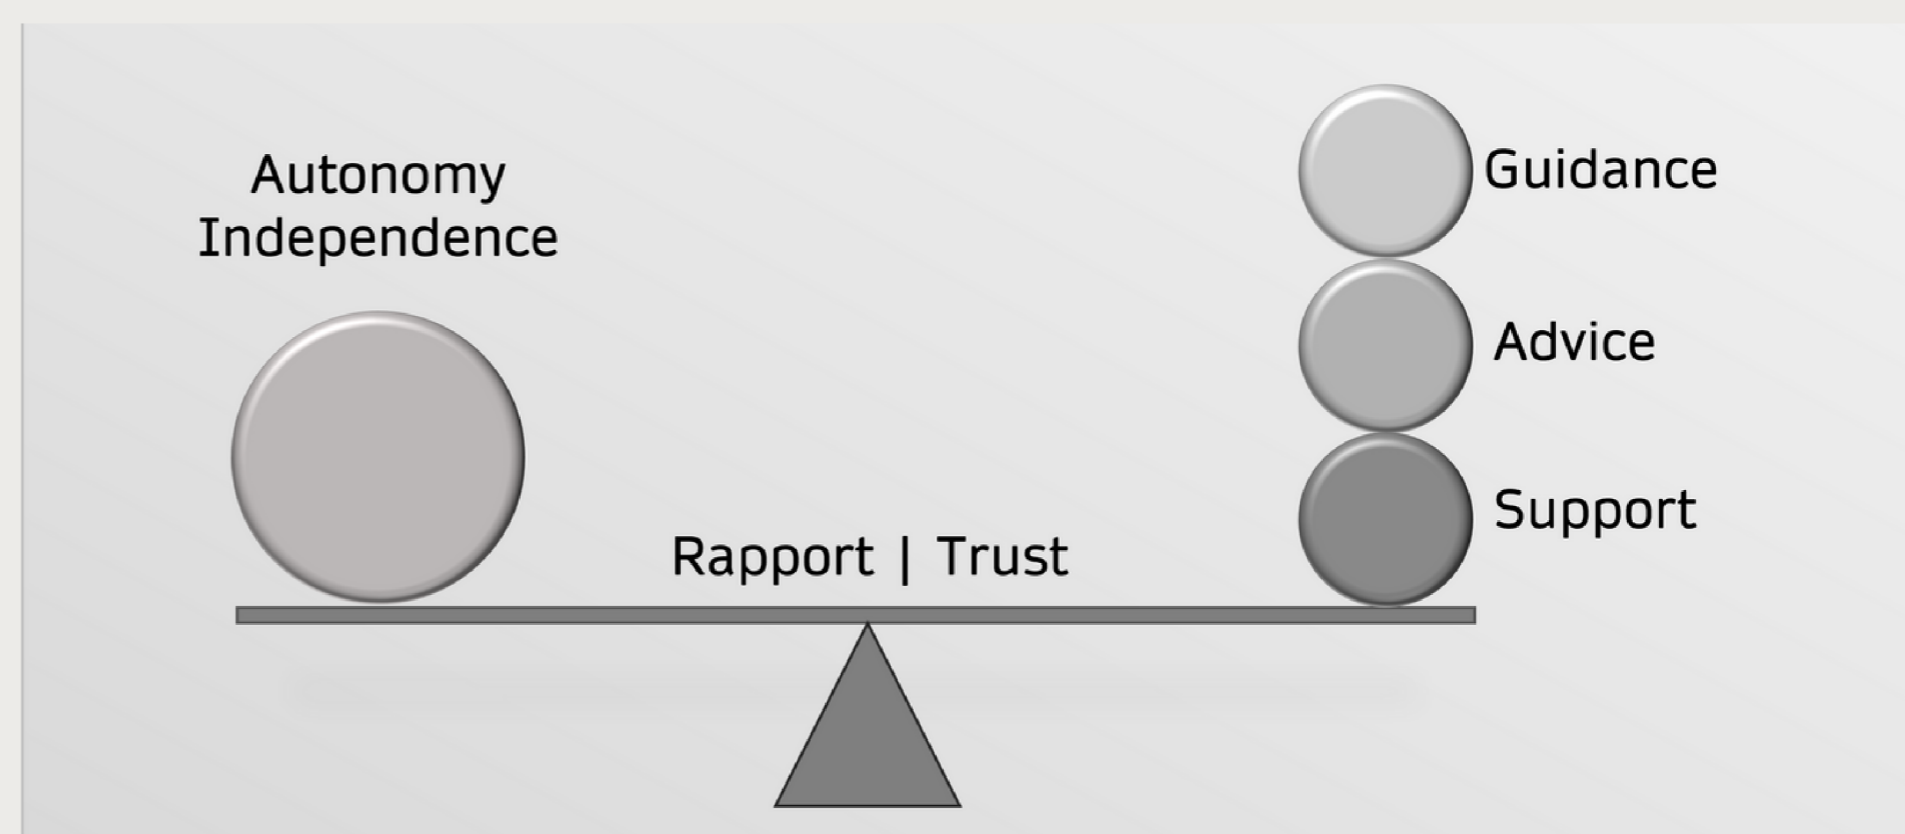 Autonomy
Independence
Guidance
Advice
Support
Rapport | Trust